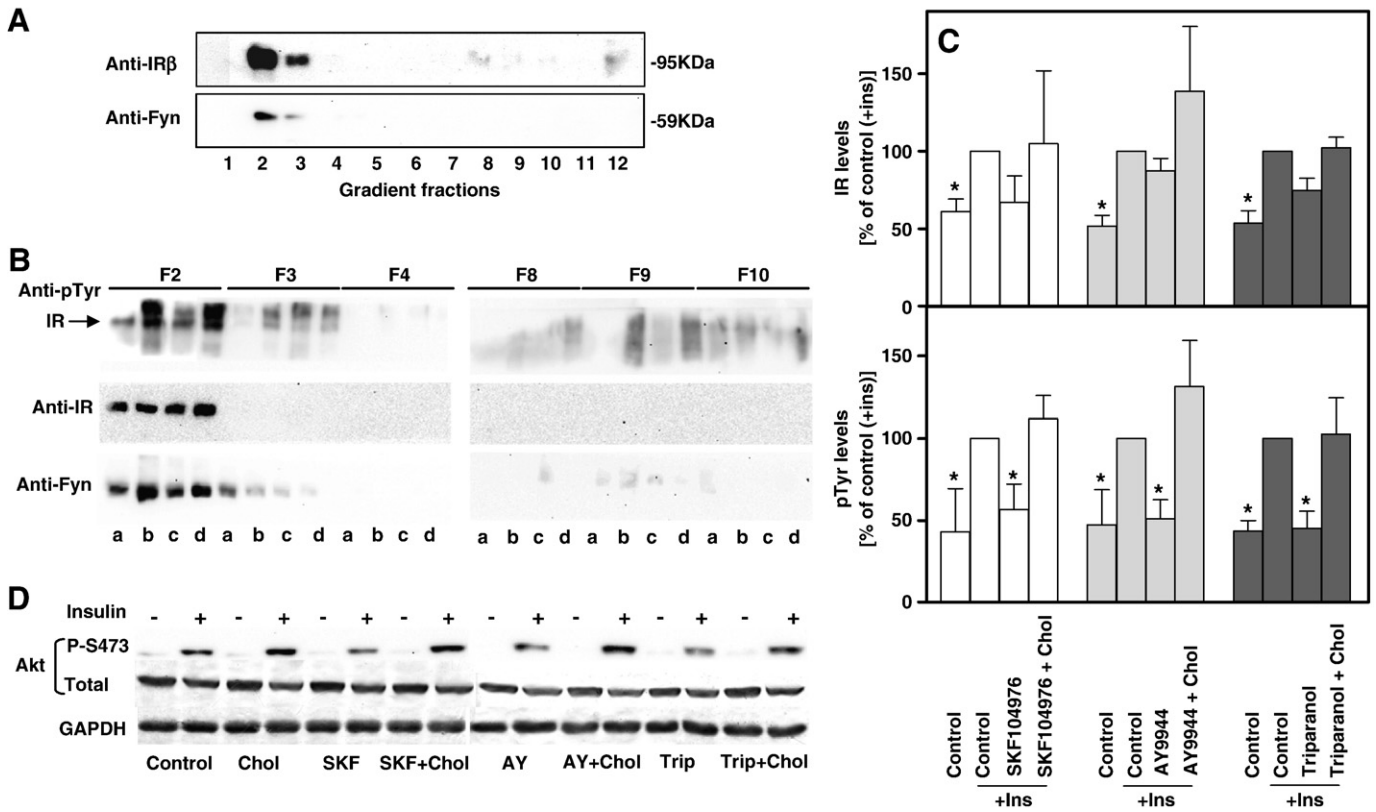 A
Anti-IRβ
-95KDa
Anti-Fyn
-59KDa
1 2 3 4 5 6 7 8 9 10 11 12
Gradient fractions
B
F2 F3 F4 F8 F9 F10
Anti-pTyr
IR
Anti-IR
Anti-Fyn
a b c d a b c d a b c d a b c d a b c d a b c d
C
IR levels
[% of control (+ins)]
150
100
50
0
pTyr levels
[% of control (+ins)]
150
100
50
0
* * *
* * * * * *
Control Control SKF104976 SKF104976 + Chol Control Control AY9944 AY9944 + Chol Control Control Triparanol Triparanol + Chol
+Ins +Ins +Ins
D
Insulin - + - + - + - + - + - + - + - +
Akt
P-S473
Total
GAPDH
Control Chol SKF SKF+Chol AY AY+Chol Trip Trip+Chol